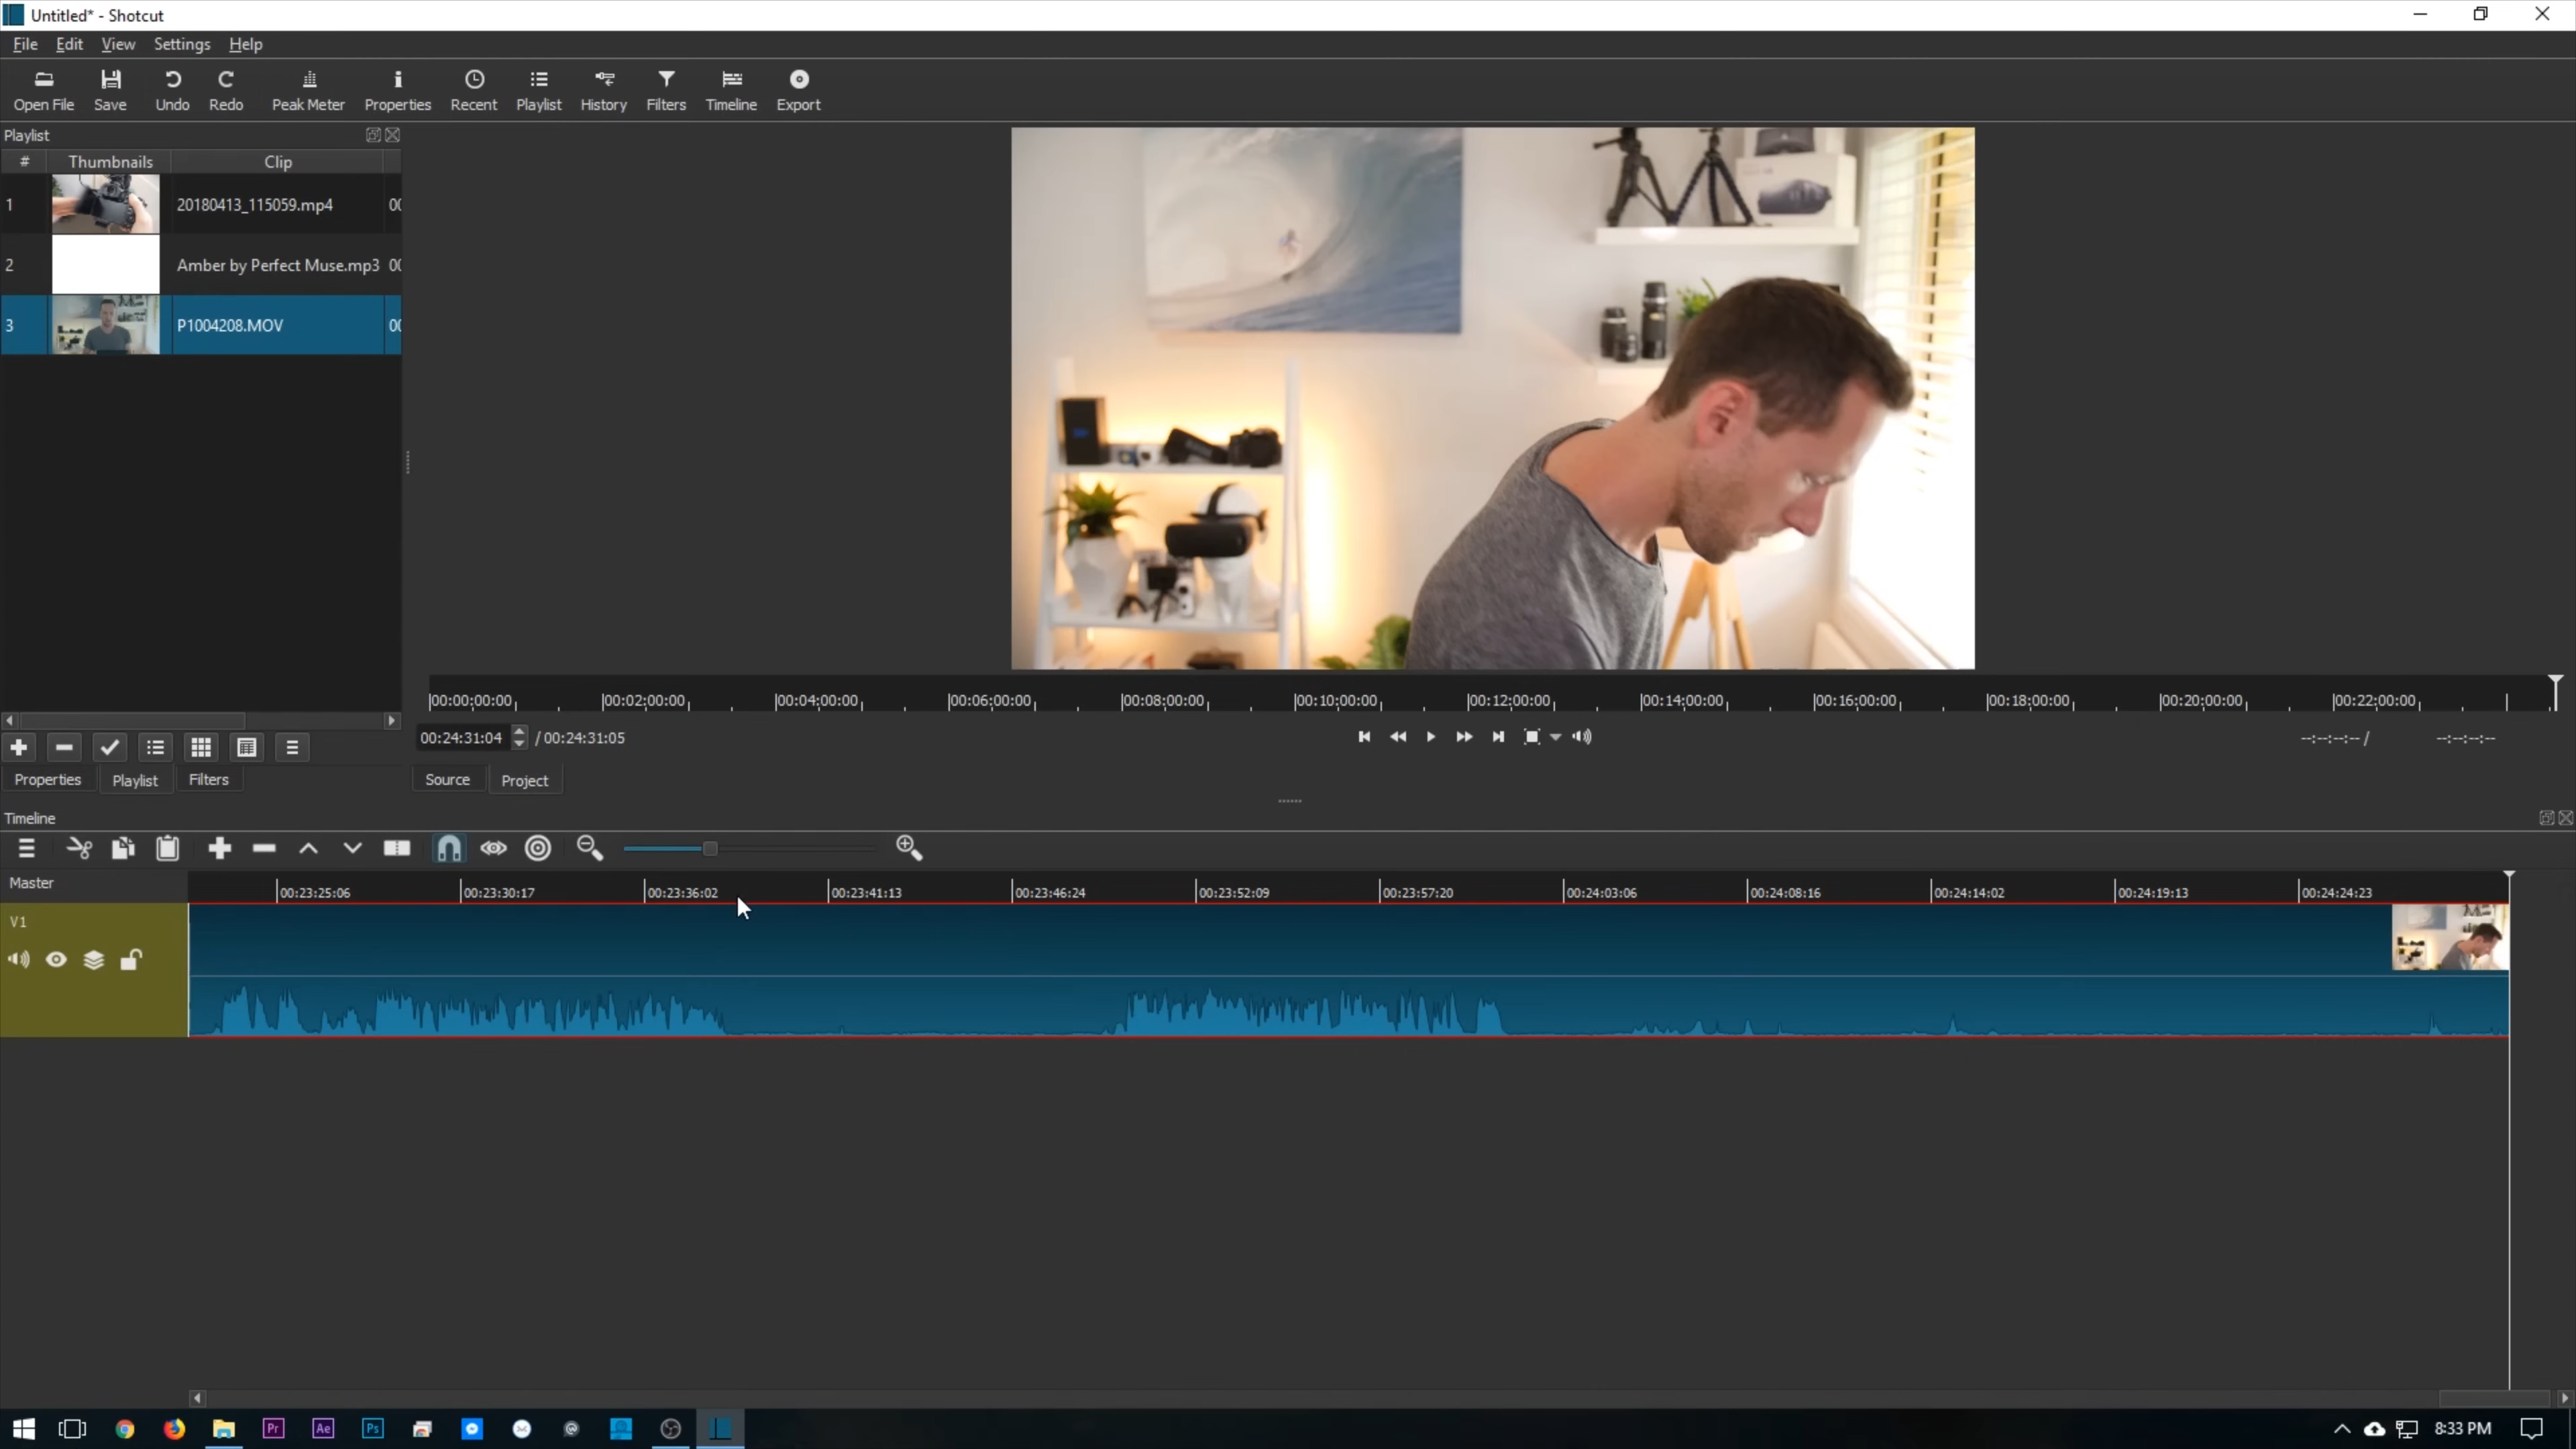 Untitled* - Shotcut
File Edit View Settings Help
Open File Save Undo Redo Peak Meter Properties Recent Playlist History Filters Timeline Export
Playlist
# Thumbnails Clip
1 20180413_115059.mp4 00
2 Amber by Perfect Muse.mp3 00
3 P1004208.MOV 00
00:00:00:00 00:02:00:00 00:04:00:00 00:06:00:00 00:08:00:00 00:10:00:00 00:12:00:00 00:14:00:00 00:16:00:00 00:18:00:00 00:20:00:00 00:22:00:00
00:24:31:04 / 00:24:31:05 --:--:--:-- / --:--:--:--
Properties Playlist Filters Source Project
Timeline
Master 00:23:25:06 00:23:30:17 00:23:36:02 00:23:41:13 00:23:46:24 00:23:52:09 00:23:57:20 00:24:03:06 00:24:08:16 00:24:14:02 00:24:19:13 00:24:24:23
V1
Pr Ae Ps 8:33 PM